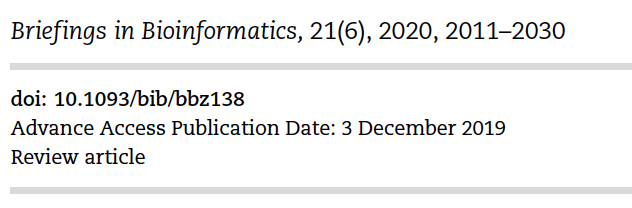 Briefings in Bioinformatics, 21(6), 2020, 2011–2030
doi: 10.1093/bib/bbz138
Advance Access Publication Date: 3 December 2019
Review article